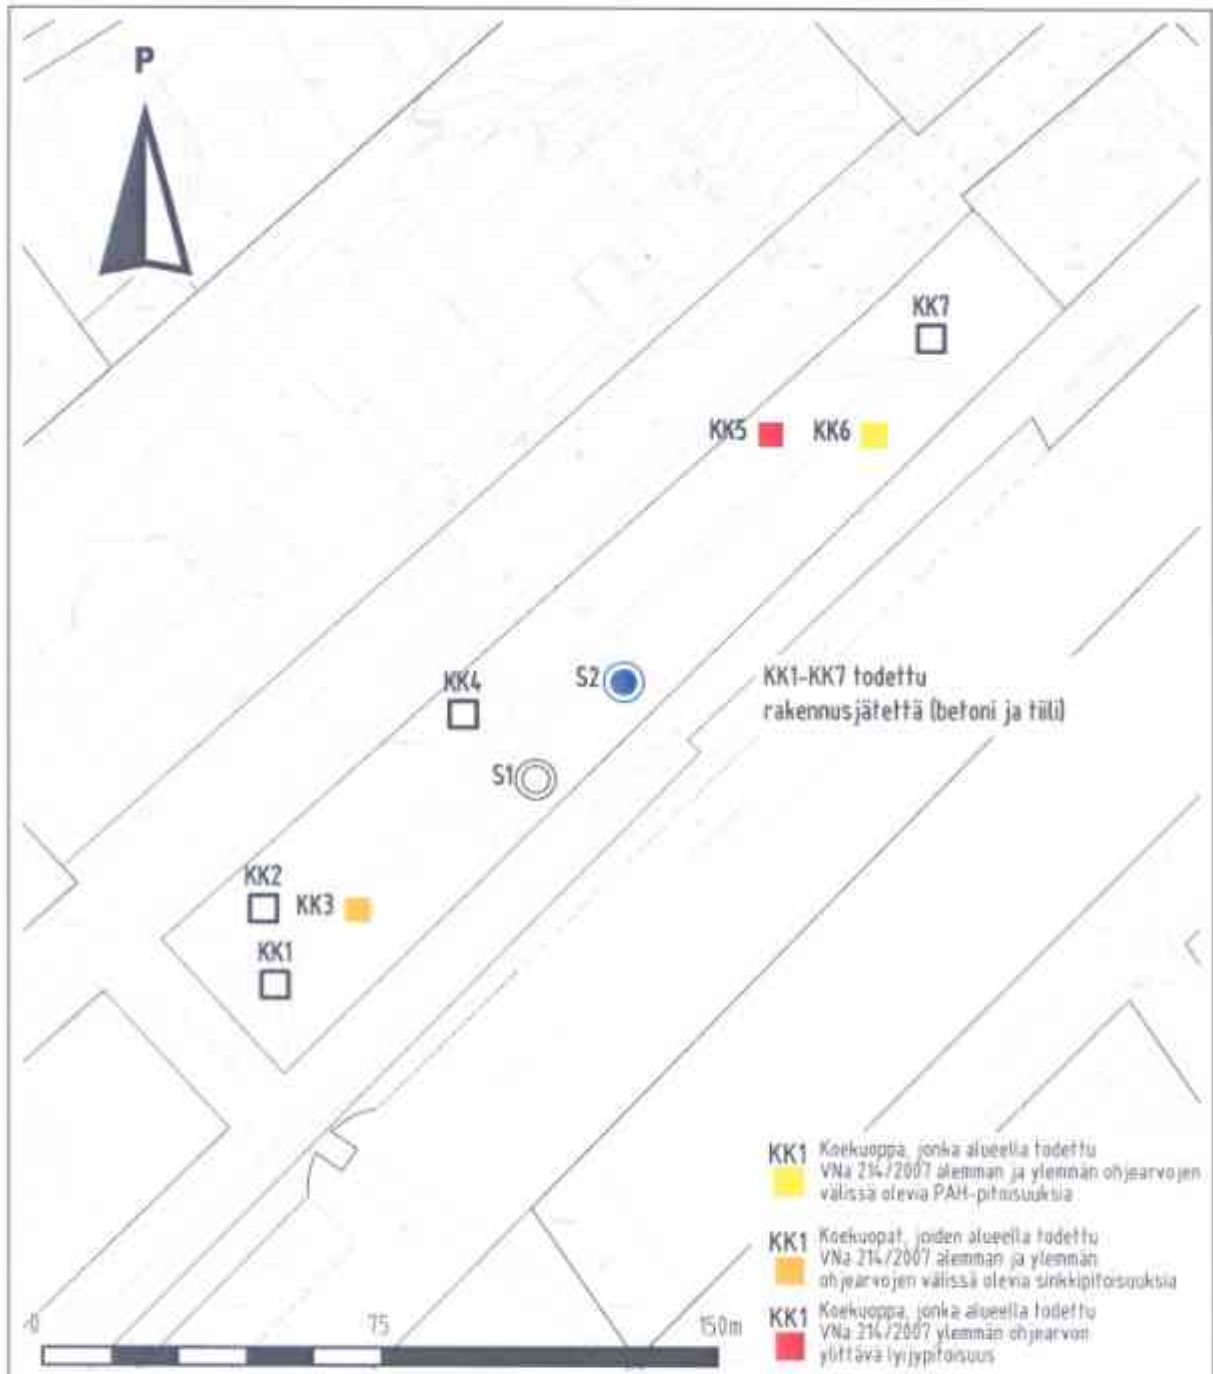 P
KK7
KK5
KK6
KK4
S2
KK1-KK7 todettu
rakennusjätettä (betoni ja tiili)
S1
KK2
KK3
KK1
KK1 Koekuoppa, jonka alueella todettu
VNa 214/2007 alemman ja ylemmän ohjearvojen
välissä olevia PAH-pitoisuuksia
KK1 Koekuopat, joiden alueella todettu
VNa 214/2007 alemman ja ylemmän
ohjearvojen välissä olevia sinkkipitoisuuksia
KK1 Koekuoppa, jonka alueella todettu
VNa 214/2007 ylemmän ohjearvon
ylittävä lyijypitoisuus
0 75 150m